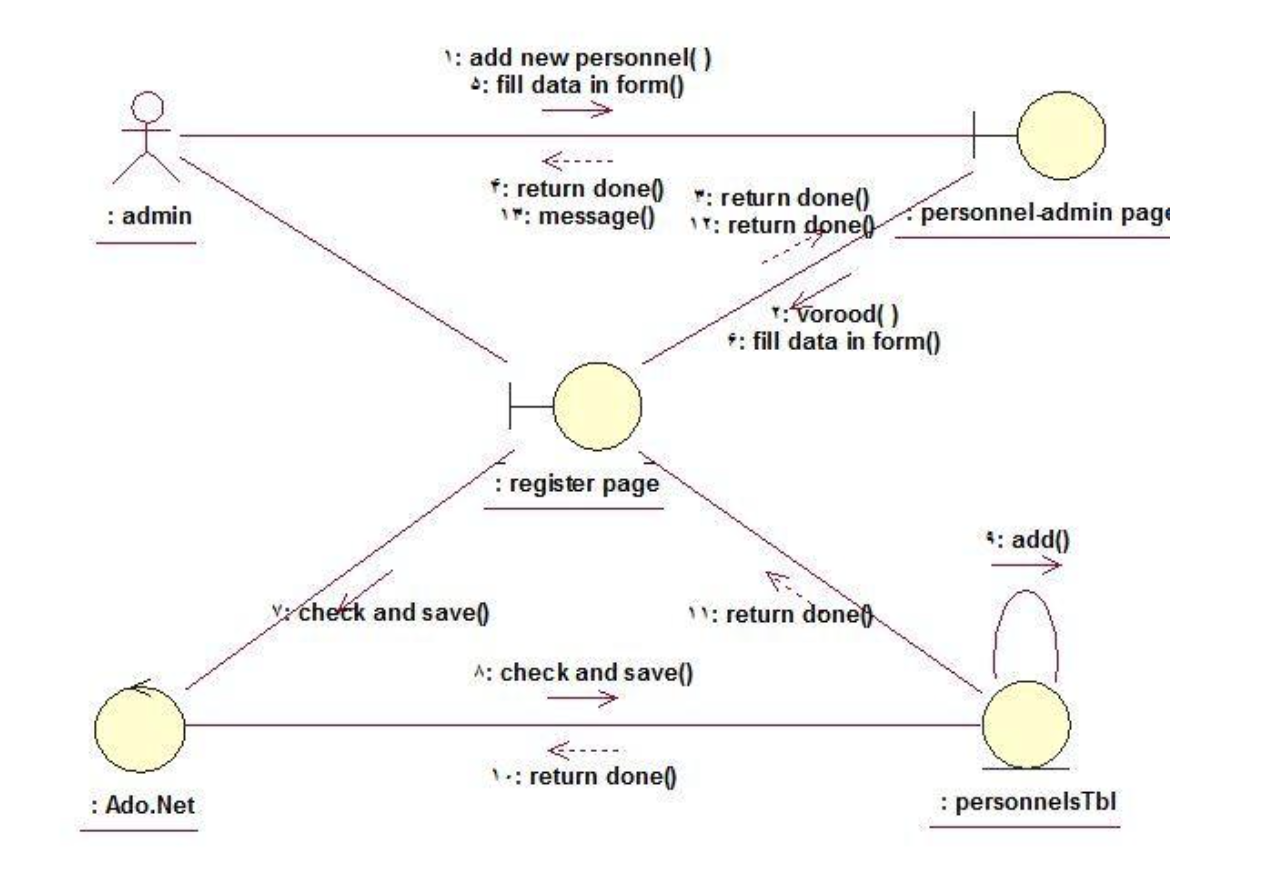 ۱: add new personnel( )
۵: fill data in form()
۴: return done()
۱۳: message()
۳: return done()
۱۲: return done()
: admin
: personnel-admin page
۲: vorood( )
۶: fill data in form()
: register page
۹: add()
۷: check and save()
۱۱: return done()
۸: check and save()
۱۰: return done()
: Ado.Net
: personnelsTbl